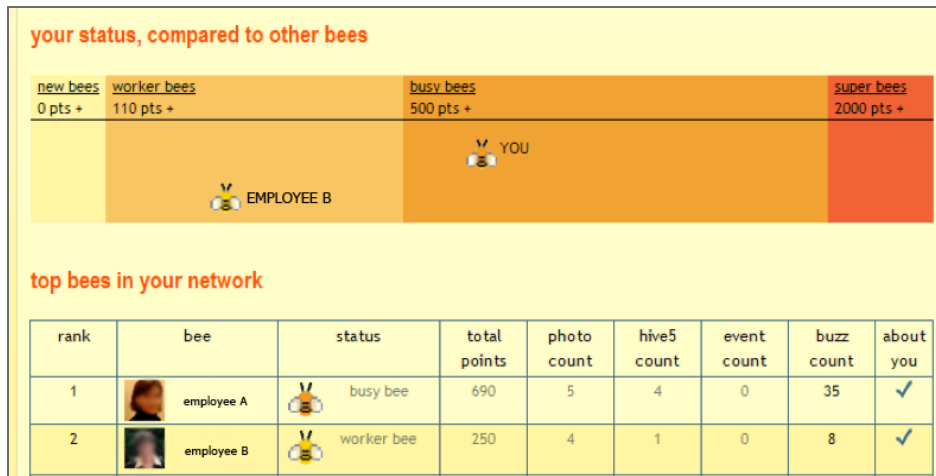 your status, compared to other bees
new bees worker bees busy bees super bees
0 pts + 110 pts + 500 pts + 2000 pts +
YOU
EMPLOYEE B
top bees in your network
rank bee status total points photo count hive5 count event count buzz count about you
1 employee A busy bee 690 5 4 0 35 ✓
2 employee B worker bee 250 4 1 0 8 ✓